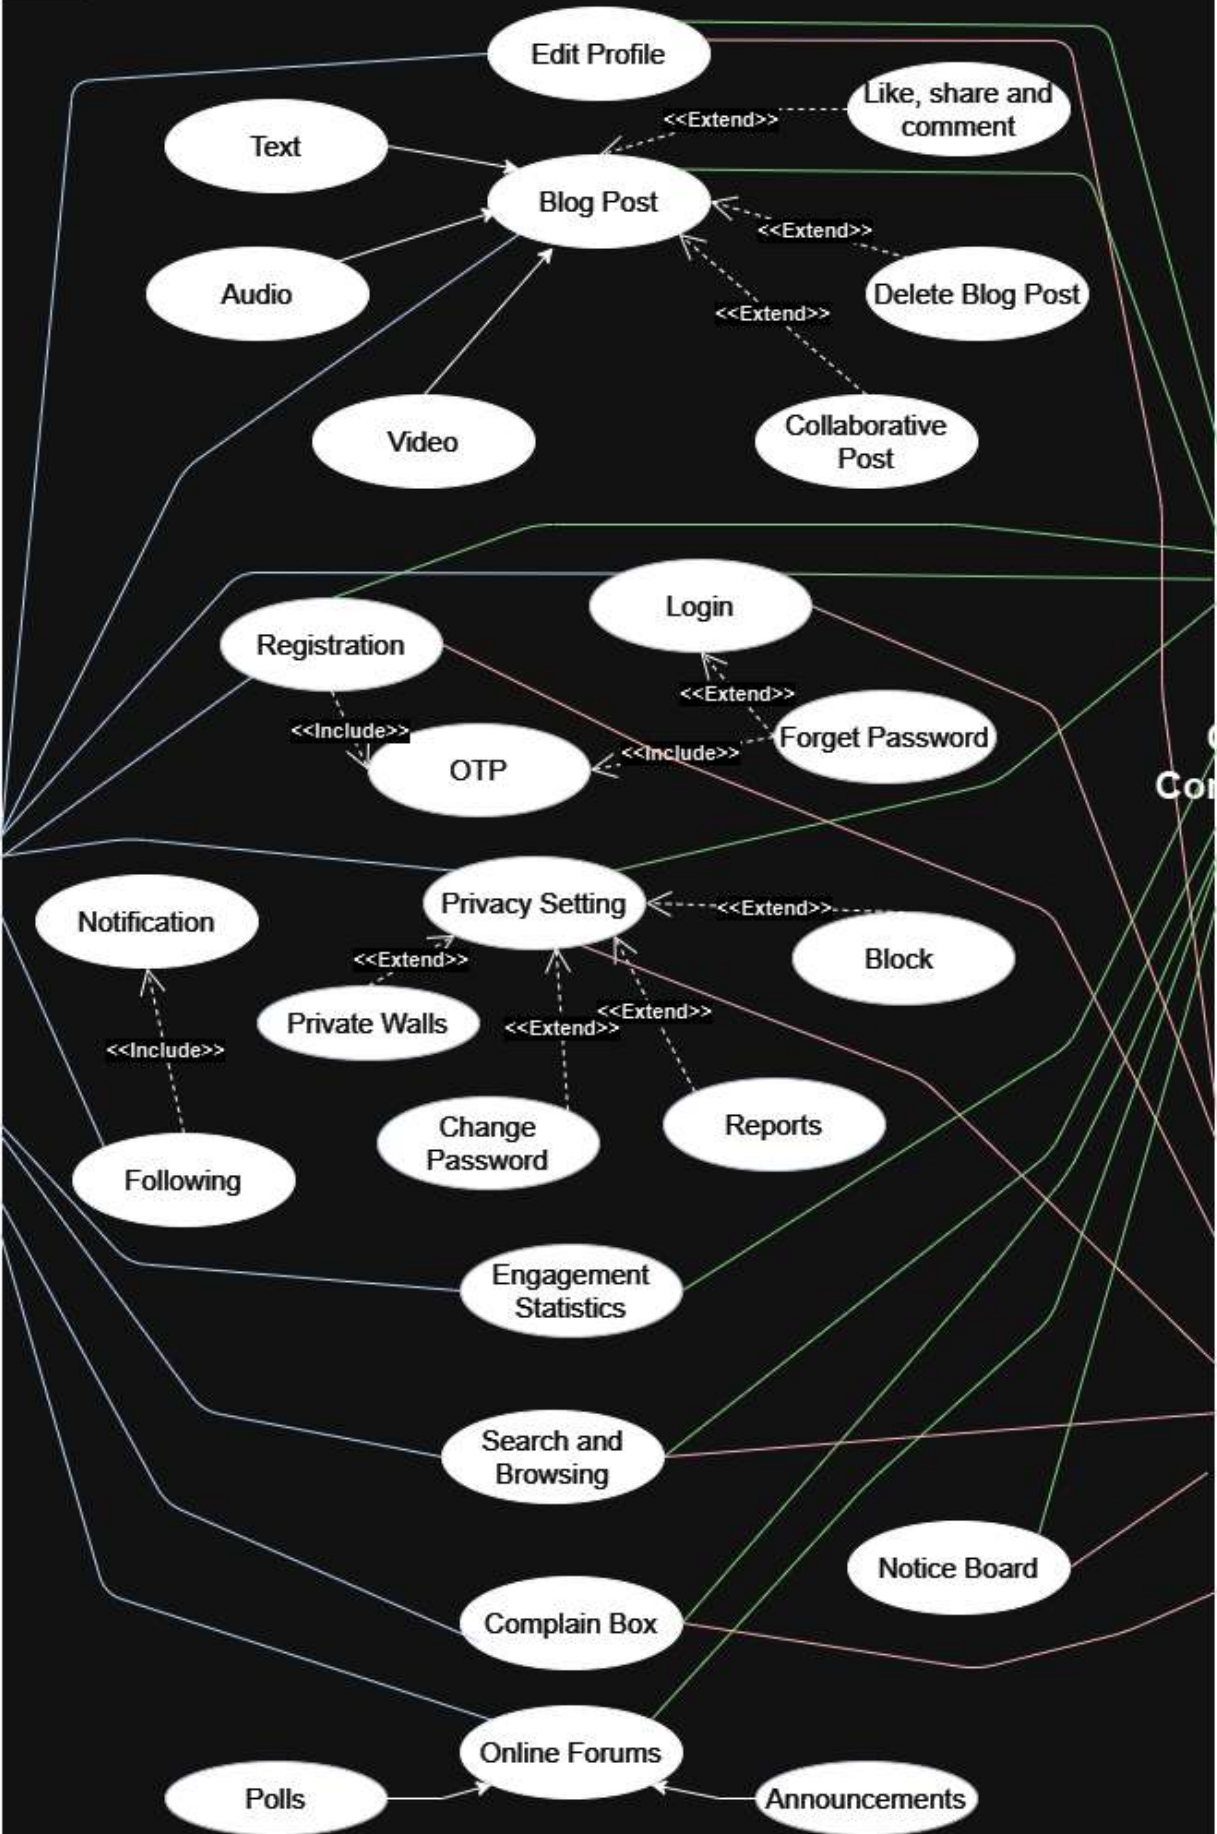 Edit Profile
Like, share and
comment
<<Extend>>
Text
Blog Post
<<Extend>>
Audio
Delete Blog Post
<<Extend>>
Video
Collaborative
Post
Login
Registration
<<Extend>>
<<Include>>
Forget Password
<<Include>>
OTP
Privacy Setting
<<Extend>>
Notification
<<Extend>>
Block
Private Walls
<<Extend>>
<<Extend>>
<<Include>>
Change
Password
Reports
Following
Engagement
Statistics
Search and
Browsing
Notice Board
Complain Box
Online Forums
Polls
Announcements